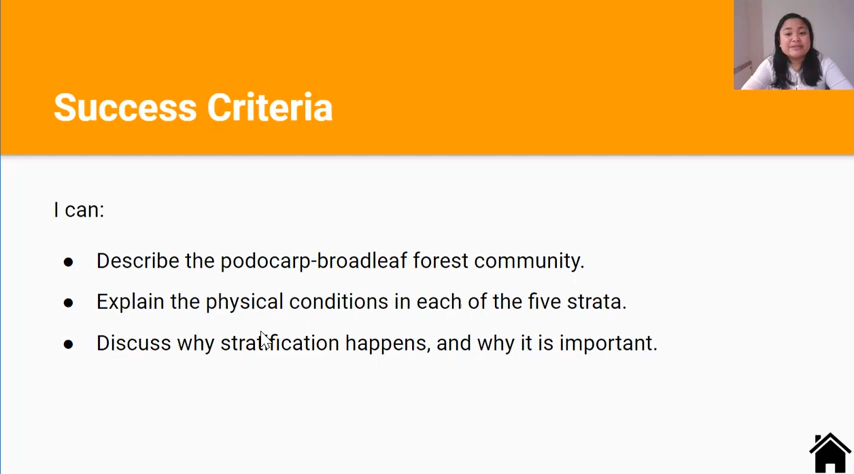 Success Criteria
I can:
● Describe the podocarp-broadleaf forest community.
● Explain the physical conditions in each of the five strata.
● Discuss why stratification happens, and why it is important.